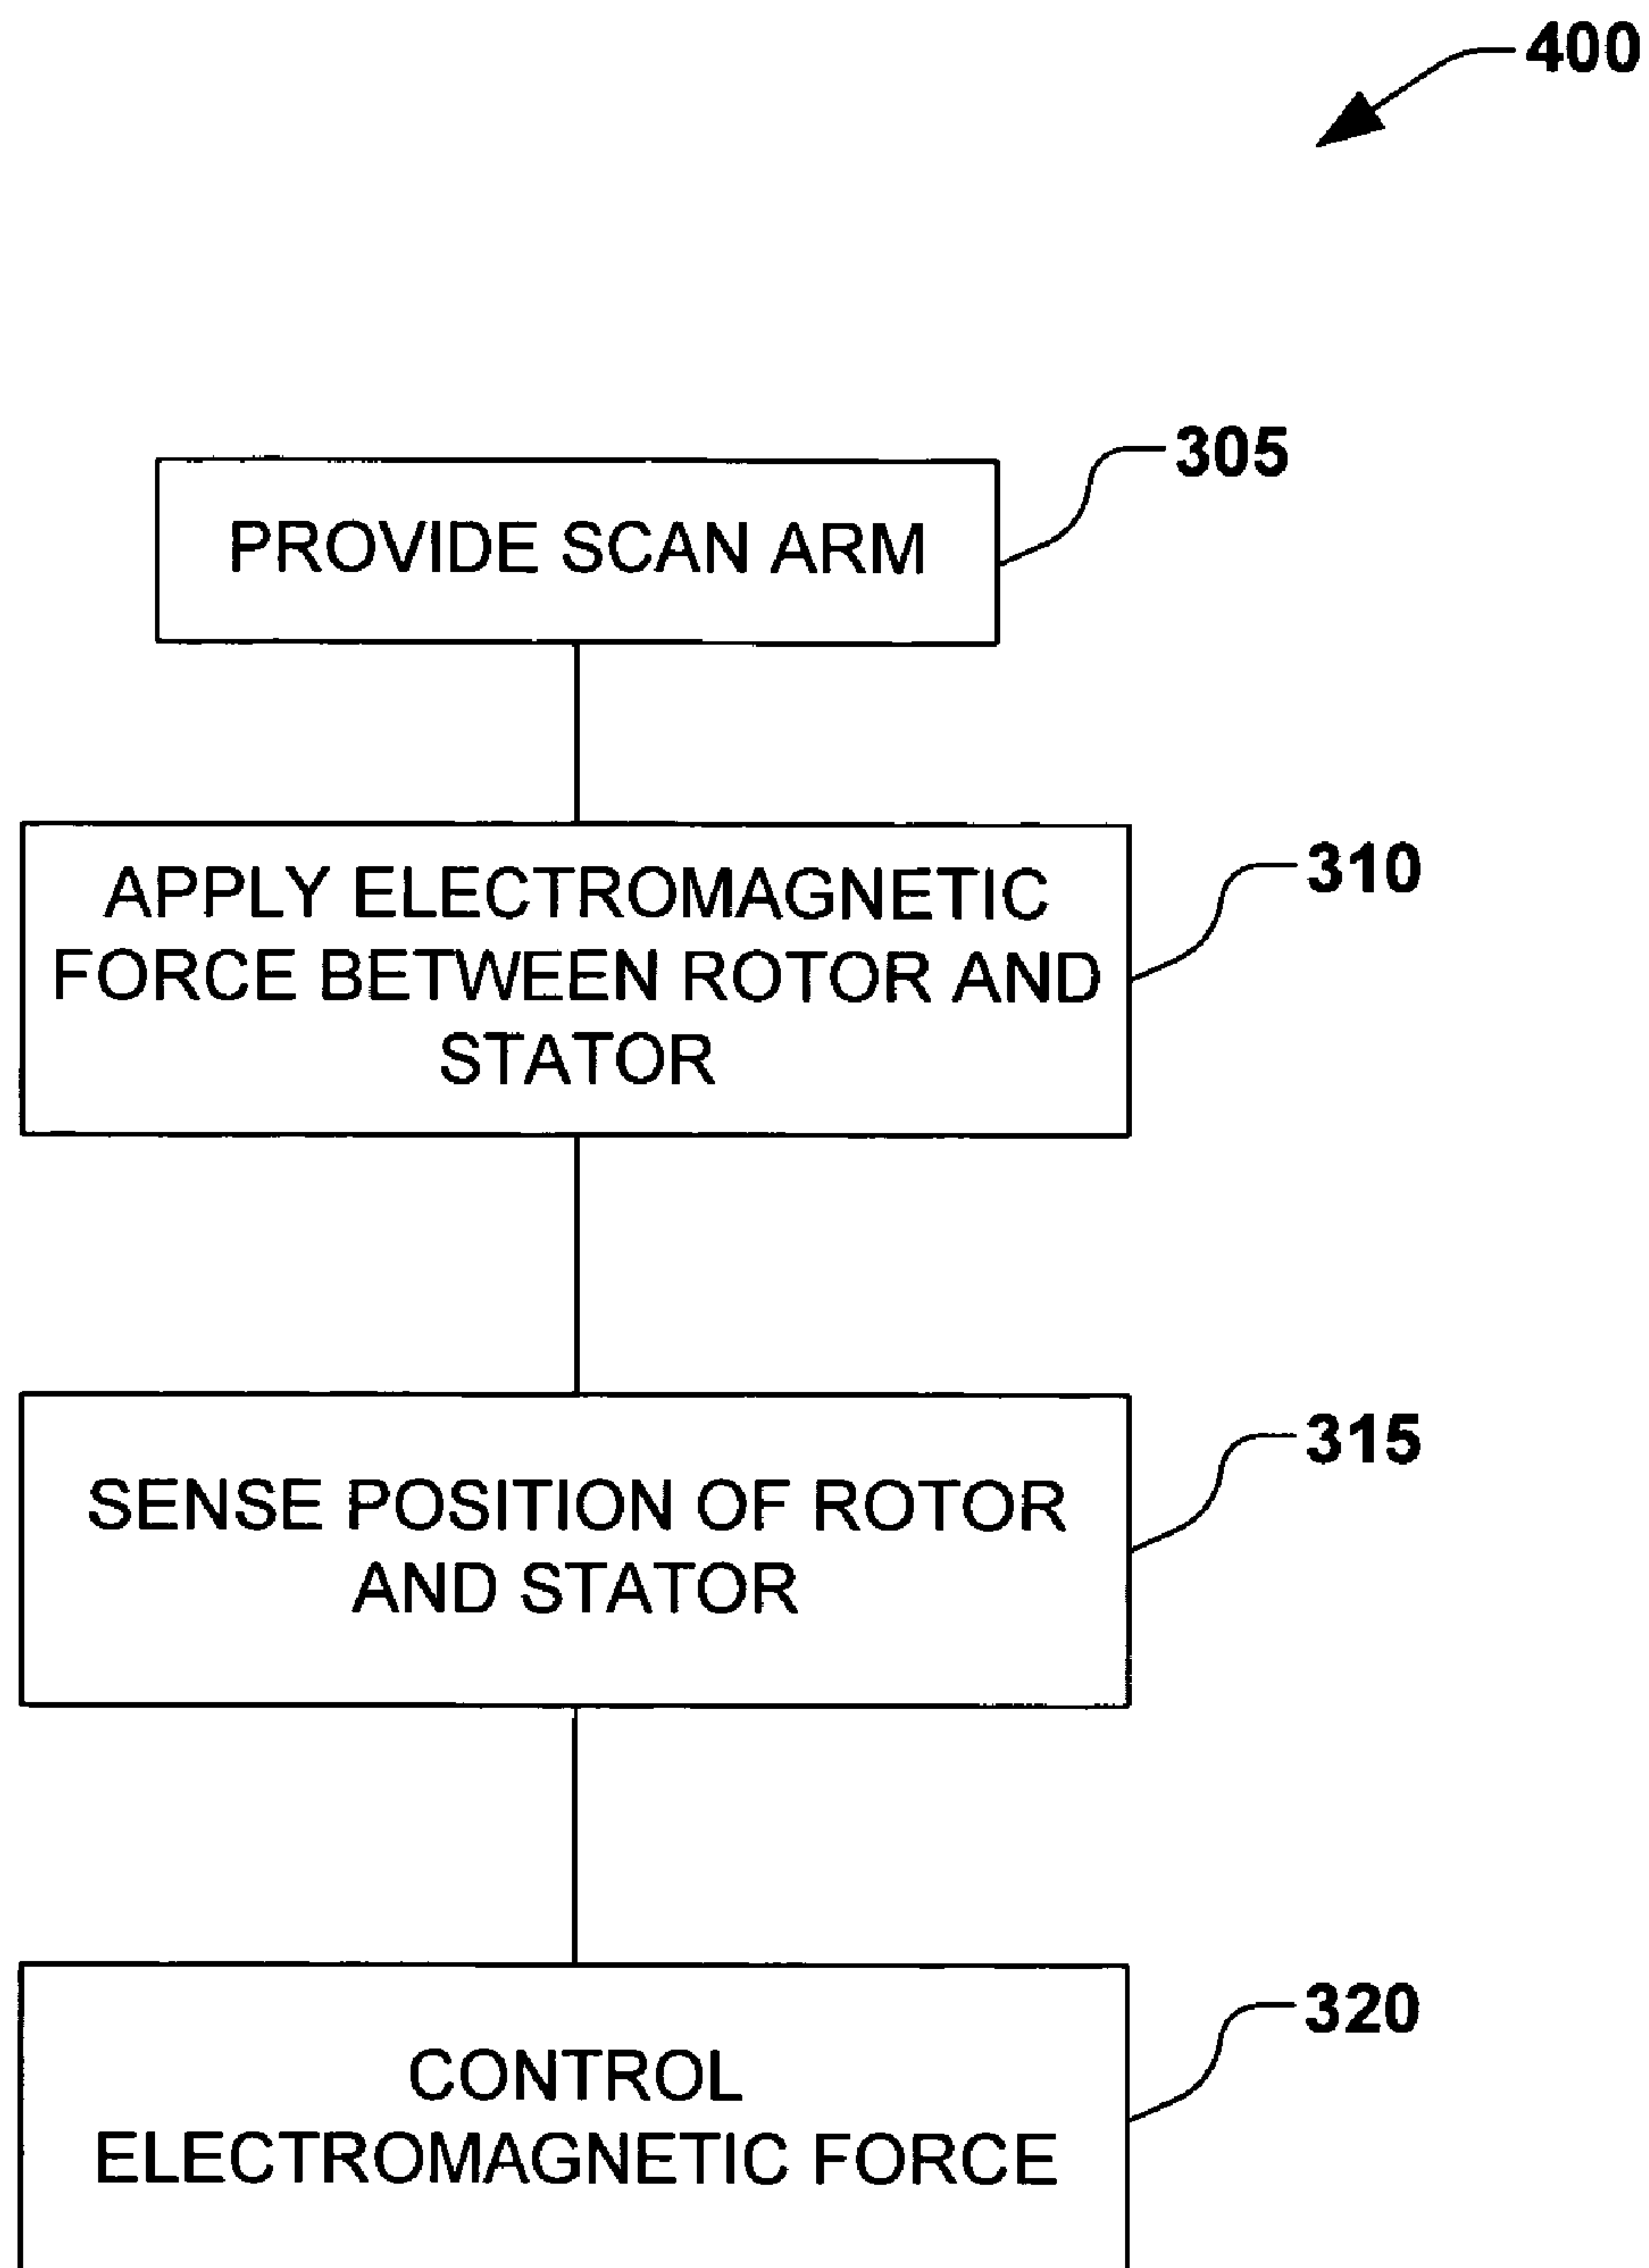 400
305
PROVIDE SCAN ARM
310
APPLY ELECTROMAGNETIC
FORCE BETWEEN ROTOR AND
STATOR
315
SENSE POSITION OF ROTOR
AND STATOR
320
CONTROL
ELECTROMAGNETIC FORCE